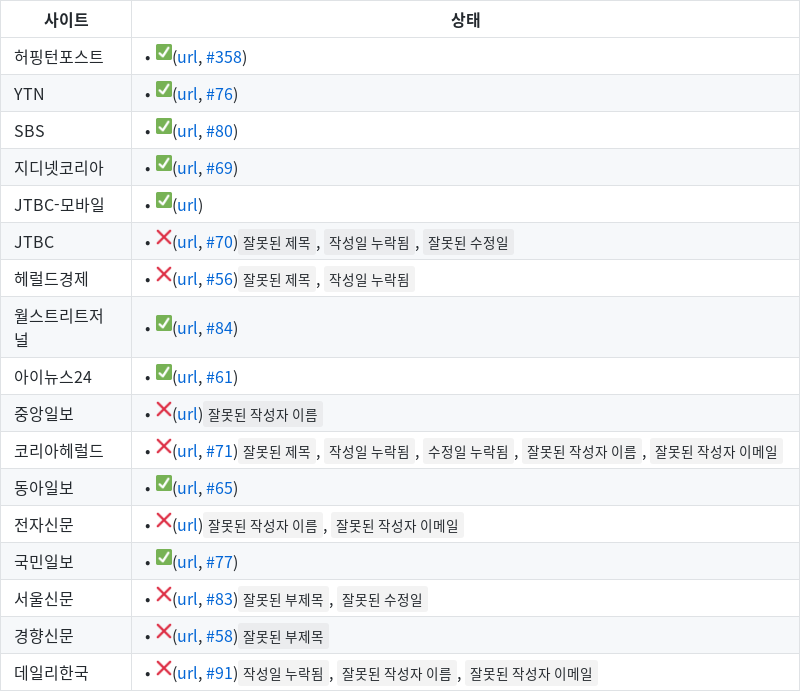 사이트 상태
허핑턴포스트 • ✅(url, #358)
YTN • ✅(url, #76)
SBS • ✅(url, #80)
지디넷코리아 • ✅(url, #69)
JTBC-모바일 • ✅(url)
JTBC • ❌(url, #70) 잘못된 제목 , 작성일 누락됨 , 잘못된 수정일
헤럴드경제 • ❌(url, #56) 잘못된 제목 , 작성일 누락됨
월스트리트저
널 • ✅(url, #84)
아이뉴스24 • ✅(url, #61)
중앙일보 • ❌(url) 잘못된 작성자 이름
코리아헤럴드 • ❌(url, #71) 잘못된 제목 , 작성일 누락됨 , 수정일 누락됨 , 잘못된 작성자 이름 , 잘못된 작성자 이메일
동아일보 • ✅(url, #65)
전자신문 • ❌(url) 잘못된 작성자 이름 , 잘못된 작성자 이메일
국민일보 • ✅(url, #77)
서울신문 • ❌(url, #83) 잘못된 부제목 , 잘못된 수정일
경향신문 • ❌(url, #58) 잘못된 부제목
데일리한국 • ❌(url, #91) 작성일 누락됨 , 잘못된 작성자 이름 , 잘못된 작성자 이메일